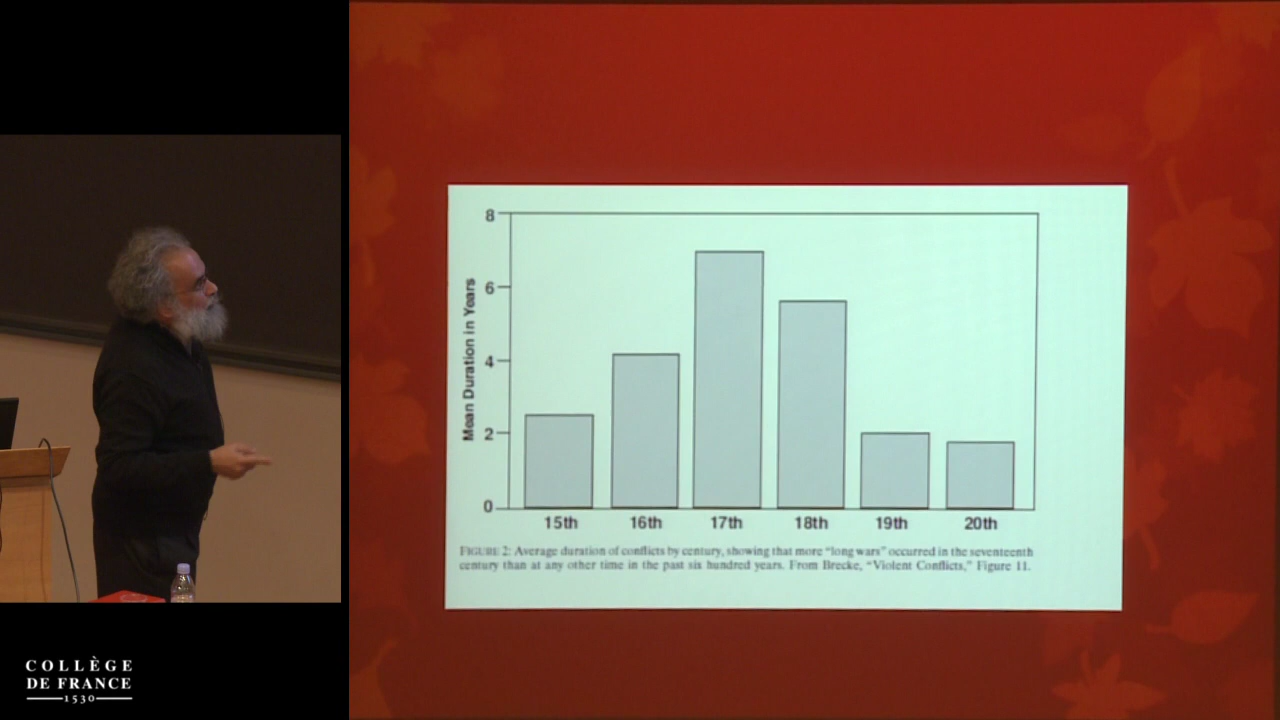 8
6
4
2
0
Mean Duration in Years
15th 16th 17th 18th 19th 20th
FIGURE 2: Average duration of conflicts by century, showing that more “long wars” occurred in the seventeenth
century than at any other time in the past six hundred years. From Brecke, “Violent Conflicts,” Figure 11.
COLLÈGE
DE FRANCE
1530